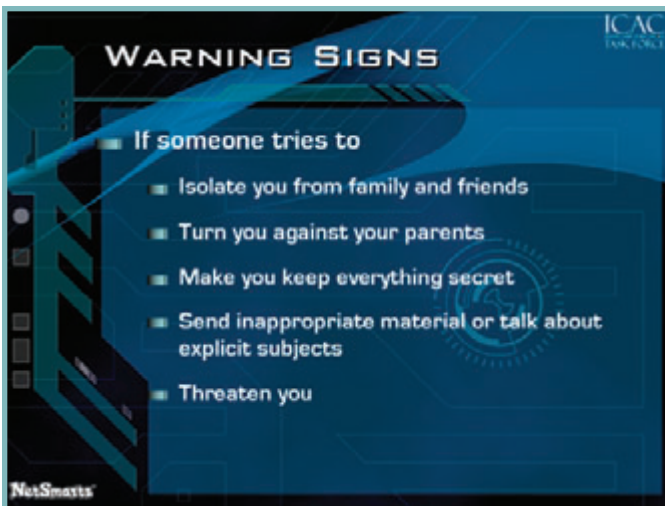 ICAC
TASK FORCE
WARNING SIGNS
If someone tries to
Isolate you from family and friends
Turn you against your parents
Make you keep everything secret
Send inappropriate material or talk about
explicit subjects
Threaten you
NetSmartz